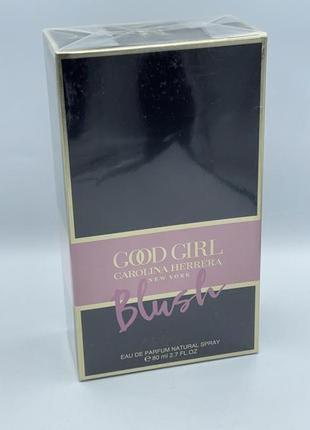 GOOD GIRL
CAROLINA HERRERA
NEW YORK
Blush
EAU DE PARFUM NATURAL SPRAY
℮ 80 ml 2.7 FL.OZ